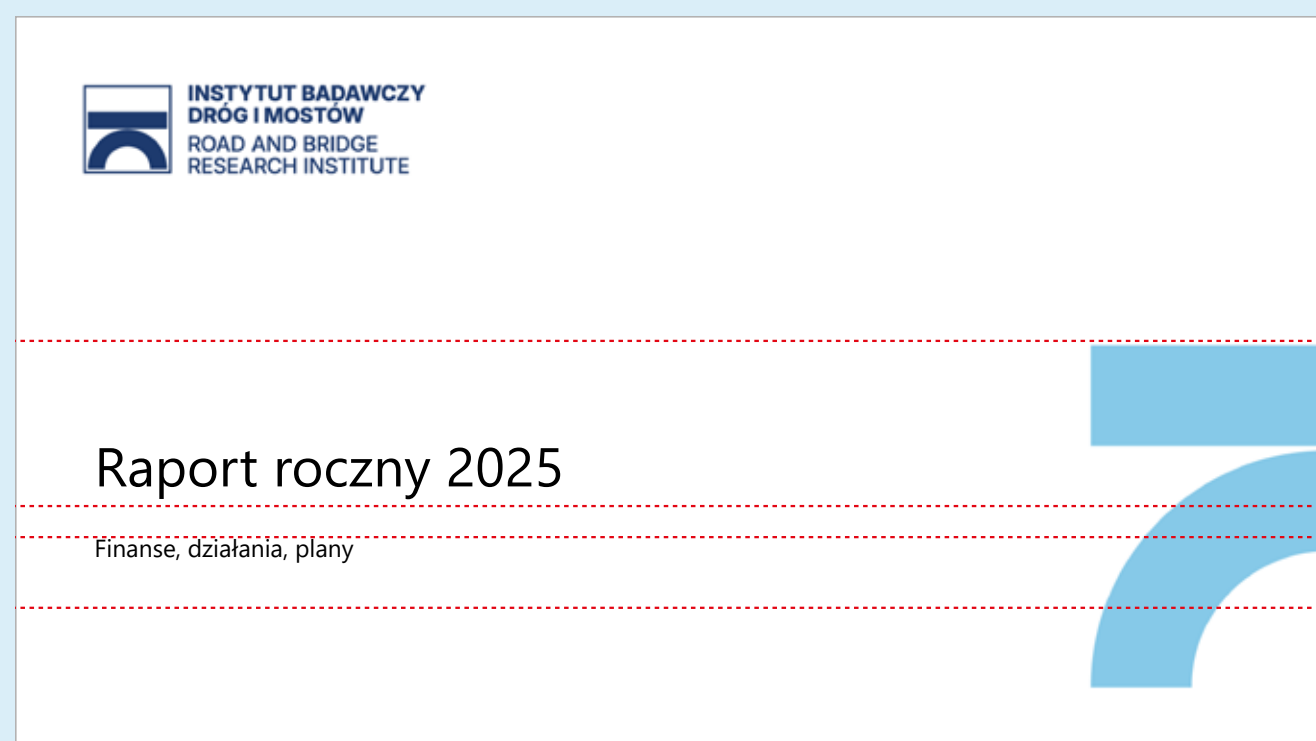 INSTYTUT BADAWCZY
DRÓG I MOSTÓW
ROAD AND BRIDGE
RESEARCH INSTITUTE
Raport roczny 2025
Finanse, działania, plany